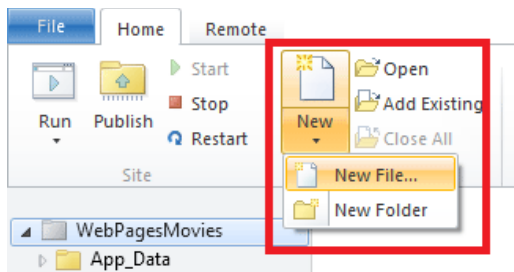 File Home Remote
Run
Publish
Start
Stop
Restart
Site
New
Open
Add Existing
Close All
New File...
New Folder
WebPagesMovies
App_Data